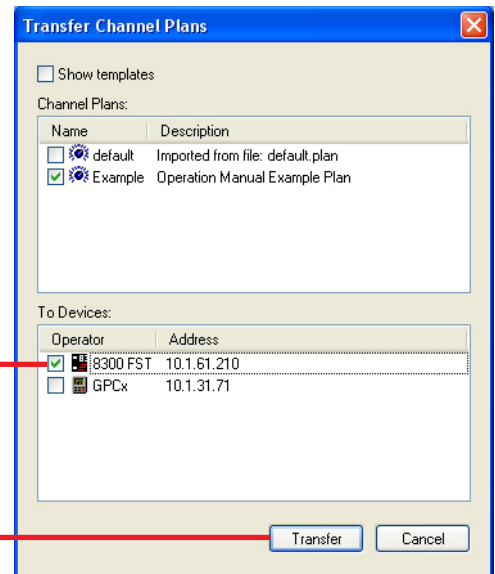 Transfer Channel Plans
Show templates
Channel Plans:
Name Description
default Imported from file: default.plan
Example Operation Manual Example Plan
To Devices:
Operator Address
8300 FST 10.1.61.210
GPCx 10.1.31.71
Transfer Cancel